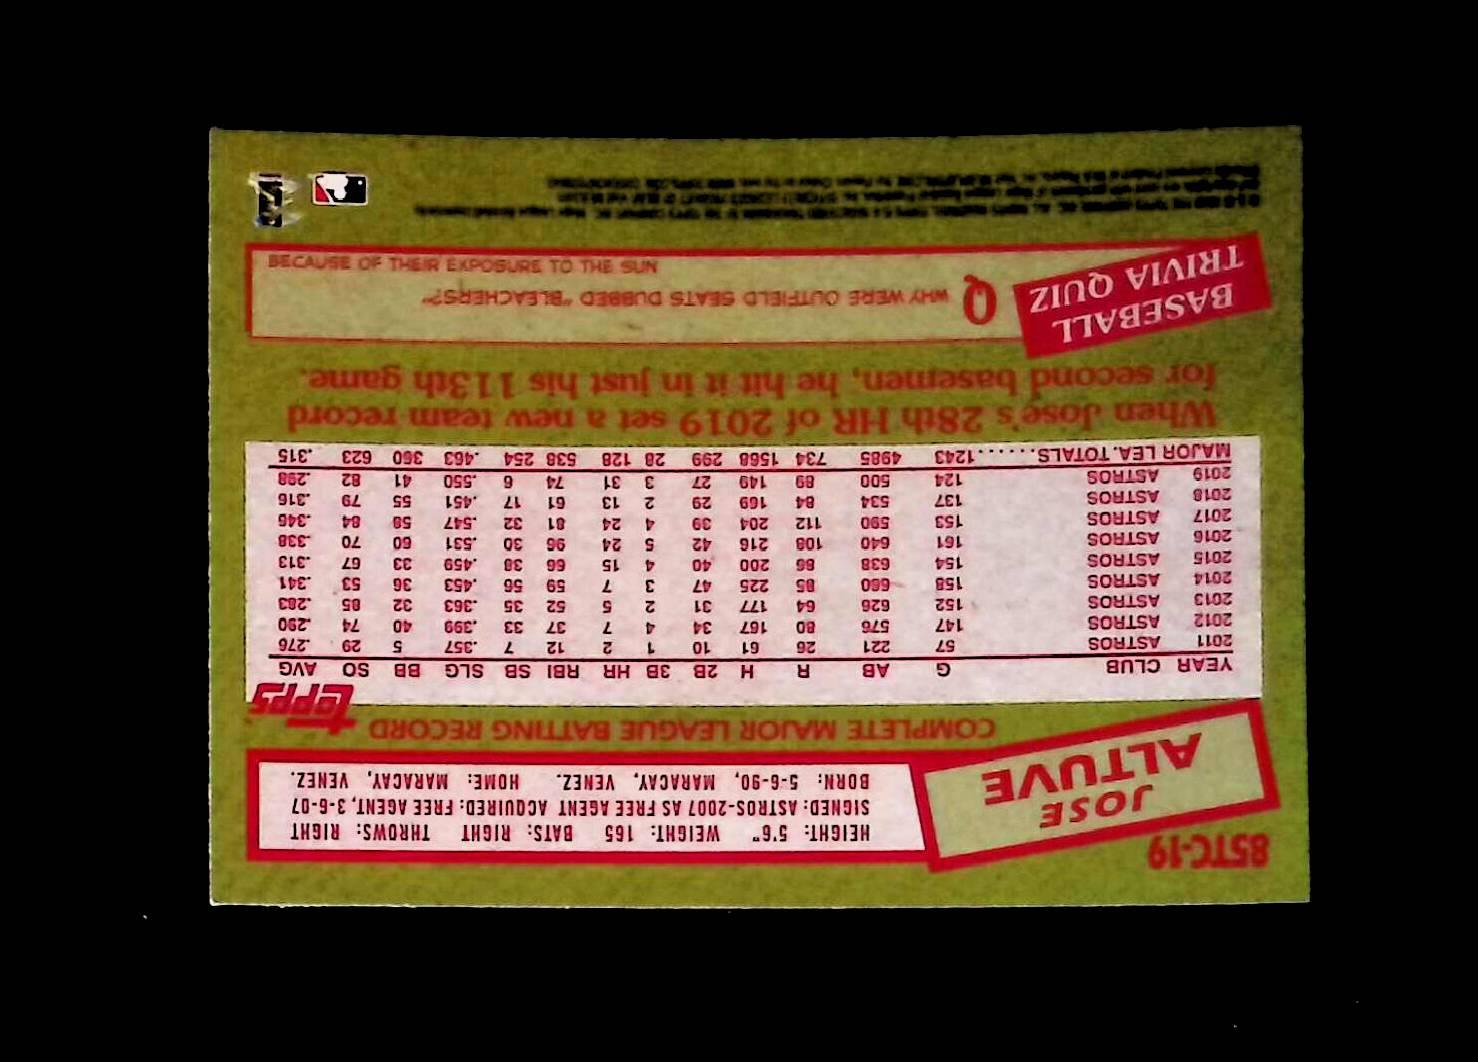 85TC-19
JOSE
ALTUVE
HEIGHT: 5'6" WEIGHT: 165 BATS: RIGHT THROWS: RIGHT
SIGNED: ASTROS-2007 AS FREE AGENT ACQUIRED: FREE AGENT, 3-6-07
BORN: 5-6-90, MARACAY, VENEZ. HOME: MARACAY, VENEZ.
COMPLETE MAJOR LEAGUE BATTING RECORD
topps
YEAR CLUB G AB R H 2B 3B HR RBI SB SLG BB SO AVG
2011 ASTROS 57 221 26 61 10 1 2 12 7 .357 5 29 .276
2012 ASTROS 147 576 80 167 34 4 7 37 33 .399 40 74 .290
2013 ASTROS 152 626 64 177 31 2 5 52 35 .363 32 85 .283
2014 ASTROS 158 660 85 225 47 3 7 59 56 .453 36 53 .341
2015 ASTROS 154 638 86 200 40 4 15 66 38 .459 33 67 .313
2016 ASTROS 161 640 108 216 42 5 24 96 30 .531 60 70 .338
2017 ASTROS 153 590 112 204 39 4 24 81 32 .547 58 84 .346
2018 ASTROS 137 534 84 169 29 2 13 61 17 .451 55 79 .316
2019 ASTROS 124 500 89 149 27 3 31 74 6 .550 41 82 .298
MAJOR LEA. TOTALS......1243 4985 734 1568 299 28 128 538 254 .463 360 623 .315
When Jose's 28th HR of 2019 set a new team record
for second basemen, he hit it in just his 113th game.
BASEBALL
TRIVIA QUIZ
Q WHY WERE OUTFIELD SEATS DUBBED "BLEACHERS?"
BECAUSE OF THEIR EXPOSURE TO THE SUN